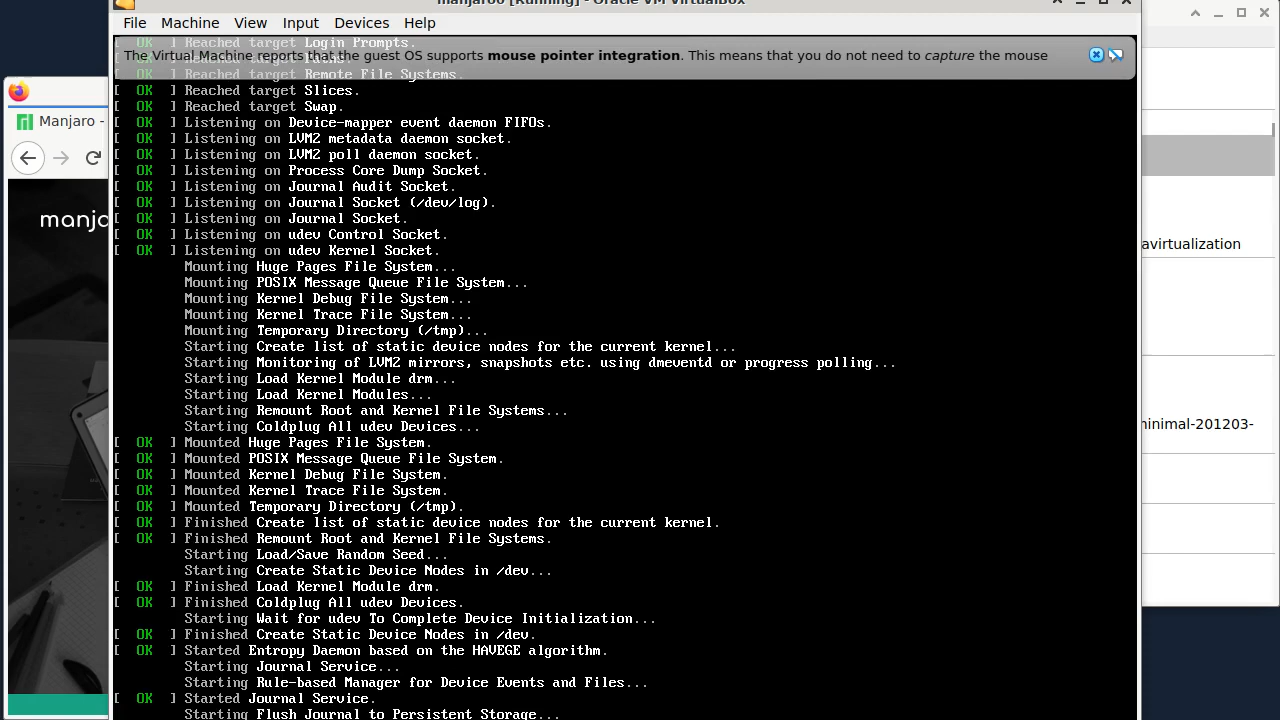 manjaro0 [Running] - Oracle VM VirtualBox
File Machine View Input Devices Help
[ OK ] Reached target Login Prompts.
The Virtual Machine reports that the guest OS supports mouse pointer integration. This means that you do not need to capture the mouse
[ OK ] Reached target Remote File Systems.
[ OK ] Reached target Slices.
[ OK ] Reached target Swap.
[ OK ] Listening on Device-mapper event daemon FIFOs.
[ OK ] Listening on LVM2 metadata daemon socket.
[ OK ] Listening on LVM2 poll daemon socket.
[ OK ] Listening on Process Core Dump Socket.
[ OK ] Listening on Journal Audit Socket.
[ OK ] Listening on Journal Socket (/dev/log).
[ OK ] Listening on Journal Socket.
[ OK ] Listening on udev Control Socket.
[ OK ] Listening on udev Kernel Socket.
Mounting Huge Pages File System...
Mounting POSIX Message Queue File System...
Mounting Kernel Debug File System...
Mounting Kernel Trace File System...
Mounting Temporary Directory (/tmp)...
Starting Create list of static device nodes for the current kernel...
Starting Monitoring of LVM2 mirrors, snapshots etc. using dmeventd or progress polling...
Starting Load Kernel Module drm...
Starting Load Kernel Modules...
Starting Remount Root and Kernel File Systems...
Starting Coldplug All udev Devices...
[ OK ] Mounted Huge Pages File System.
[ OK ] Mounted POSIX Message Queue File System.
[ OK ] Mounted Kernel Debug File System.
[ OK ] Mounted Kernel Trace File System.
[ OK ] Mounted Temporary Directory (/tmp).
[ OK ] Finished Create list of static device nodes for the current kernel.
[ OK ] Finished Remount Root and Kernel File Systems.
Starting Load/Save Random Seed...
Starting Create Static Device Nodes in /dev...
[ OK ] Finished Load Kernel Module drm.
[ OK ] Finished Coldplug All udev Devices.
Starting Wait for udev To Complete Device Initialization...
[ OK ] Finished Create Static Device Nodes in /dev.
[ OK ] Started Entropy Daemon based on the HAVEGE algorithm.
Starting Journal Service...
Starting Rule-based Manager for Device Events and Files...
[ OK ] Started Journal Service.
Starting Flush Journal to Persistent Storage...
Manjaro -
manja
avirtualization
inimal-201203-